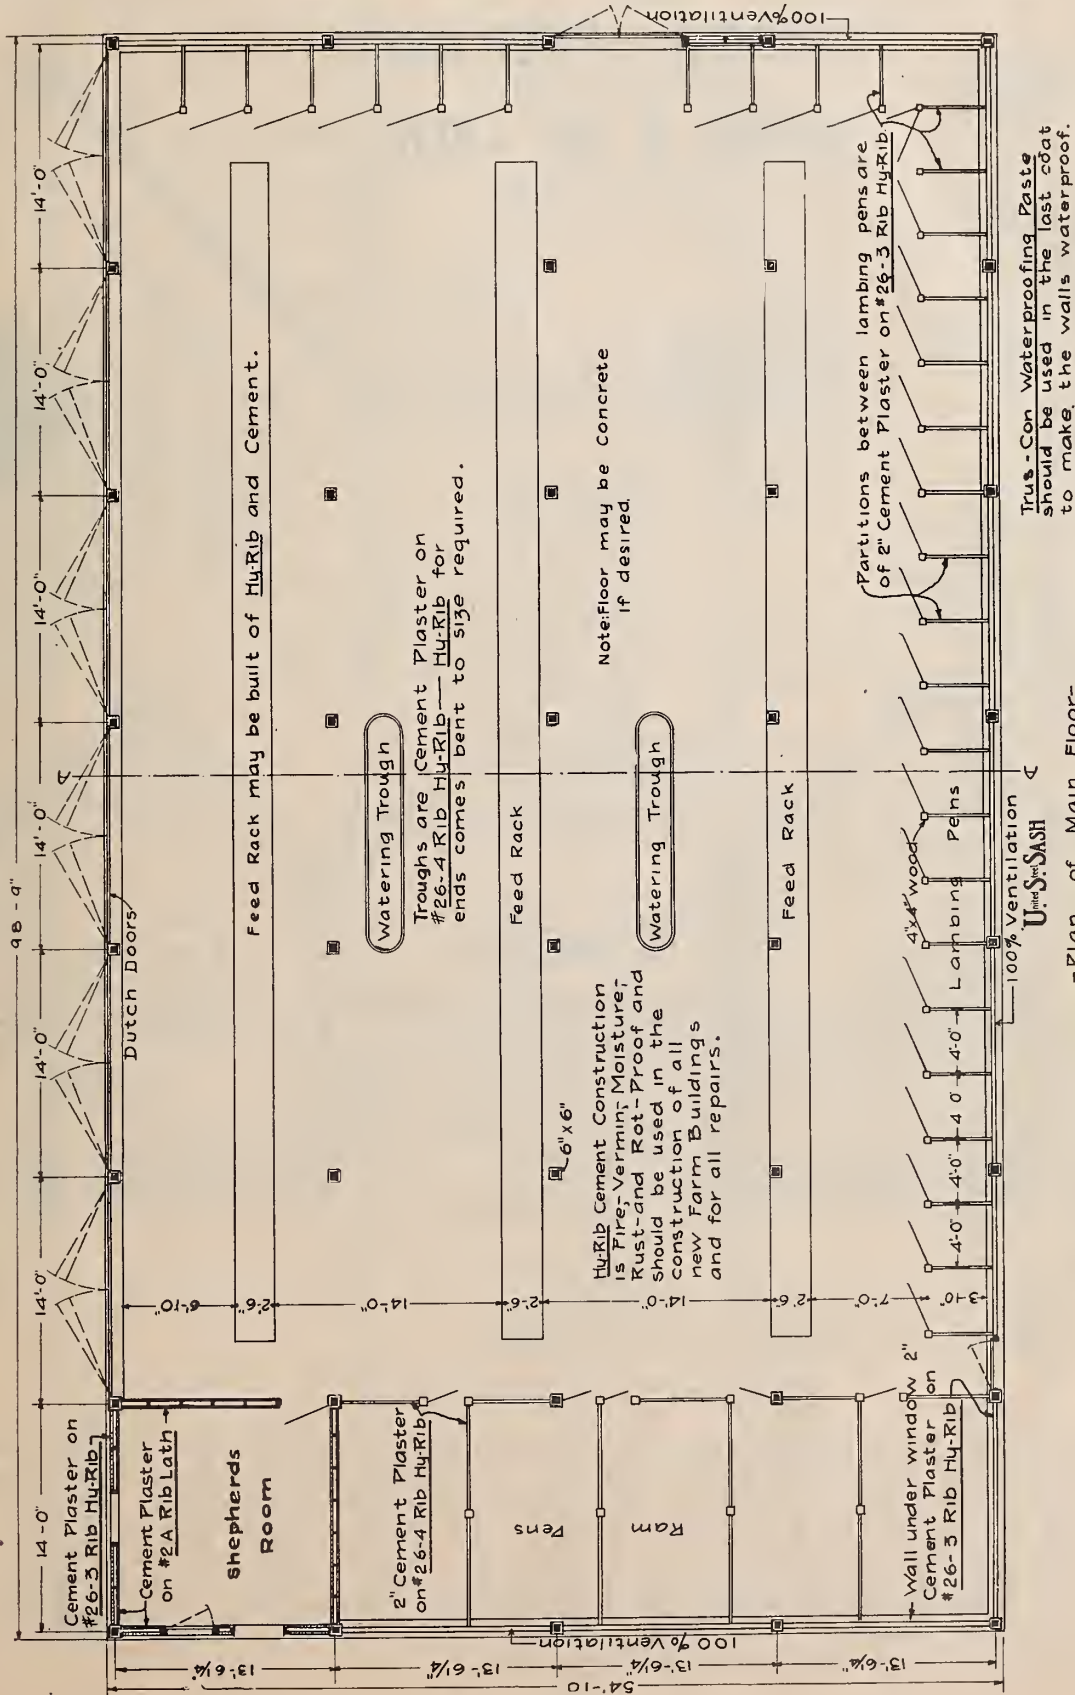 98'-9"
14'-0"
14'-0"
14'-0"
14'-0"
14'-0"
14'-0"
14'-0"
Cement Plaster on
#26-3 Rib Hy-Rib
Cement Plaster
on #2A Rib Lath
Shepherds
Room
Dutch Doors
Feed Rack may be built of Hy-Rib and Cement.
Watering Trough
Troughs are Cement Plaster on
#26-4 Rib Hy-Rib — Hy-Rib for
ends comes bent to size required.
Feed Rack
Note: Floor may be Concrete
if desired.
Watering Trough
Feed Rack
Hy-Rib Cement Construction
is Fire,- Vermin,- Moisture,-
Rust-and Rot-Proof and
should be used in the
construction of all
new Farm Buildings
and for all repairs.
6"x6"
2" Cement Plaster
on #26-4 Rib Hy-Rib
Ram
Pens
Wall under window 2"
Cement Plaster on
#26-3 Rib Hy-Rib
Partitions between lambing pens are
of 2" Cement Plaster on #26-3 Rib Hy-Rib
4"x4" Wood
Lambing Pens
4'-0"
4'-0"
4'0"
4'-0"
6'-10"
2'6"
14'-0"
2'-6"
14'-0"
2'6"
7'-0"
3'-10"
13'-6 1/4"
13'-6 1/4"
13'-6 1/4"
13'-6 1/4"
54'-10
100% Ventilation
100% Ventilation
100% Ventilation
United Steel SASH
A
A
Trus-Con Waterproofing Paste
should be used in the last coat
to make the walls waterproof.
-Plan of Main Floor-